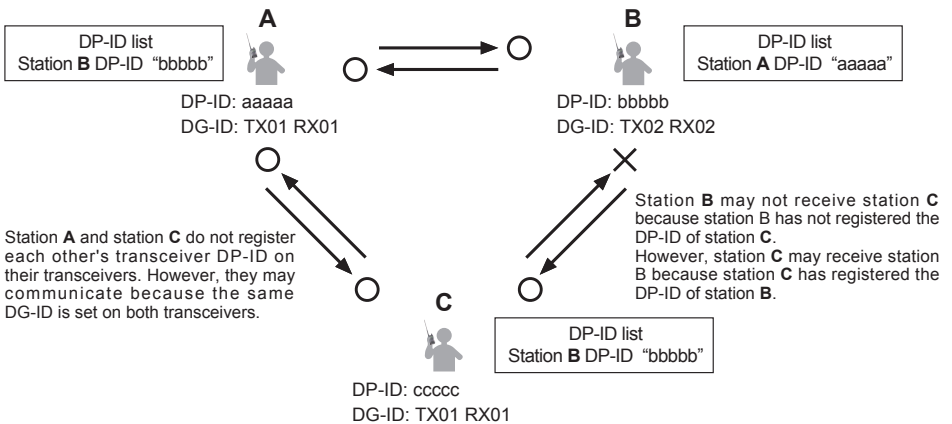 A
DP-ID list
Station B DP-ID “bbbbb”
DP-ID: aaaaa
DG-ID: TX01 RX01
B
DP-ID list
Station A DP-ID “aaaaa”
DP-ID: bbbbb
DG-ID: TX02 RX02
Station A and station C do not register
each other's transceiver DP-ID on
their transceivers. However, they may
communicate because the same
DG-ID is set on both transceivers.
Station B may not receive station C
because station B has not registered the
DP-ID of station C.
However, station C may receive station
B because station C has registered the
DP-ID of station B.
C
DP-ID list
Station B DP-ID “bbbbb”
DP-ID: ccccc
DG-ID: TX01 RX01